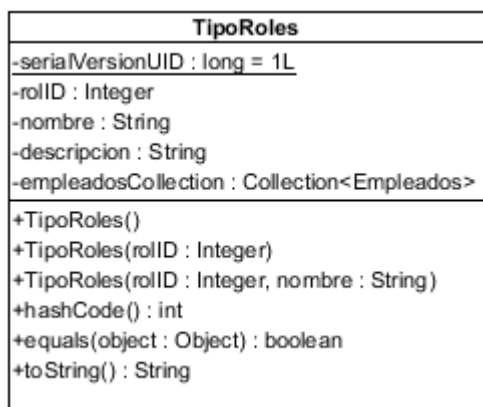 TipoRoles
-serialVersionUID : long = 1L
-rolID : Integer
-nombre : String
-descripcion : String
-empleadosCollection : Collection<Empleados>
+TipoRoles()
+TipoRoles(rolID : Integer)
+TipoRoles(rolID : Integer, nombre : String)
+hashCode() : int
+equals(object : Object) : boolean
+toString() : String